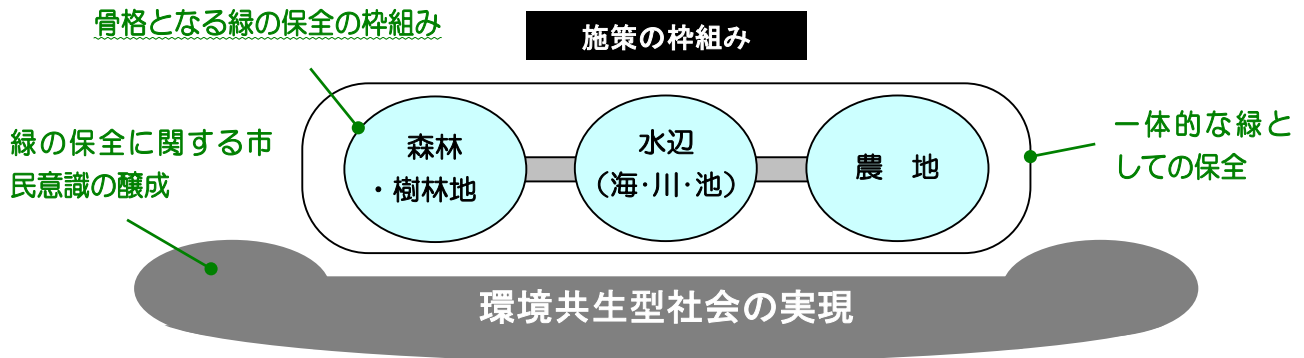 骨格となる緑の保全の枠組み
施策の枠組み
緑の保全に関する市
民意識の醸成
森林
・樹林地
水辺
（海･川･池）
農　地
一体的な緑と
しての保全
環境共生型社会の実現